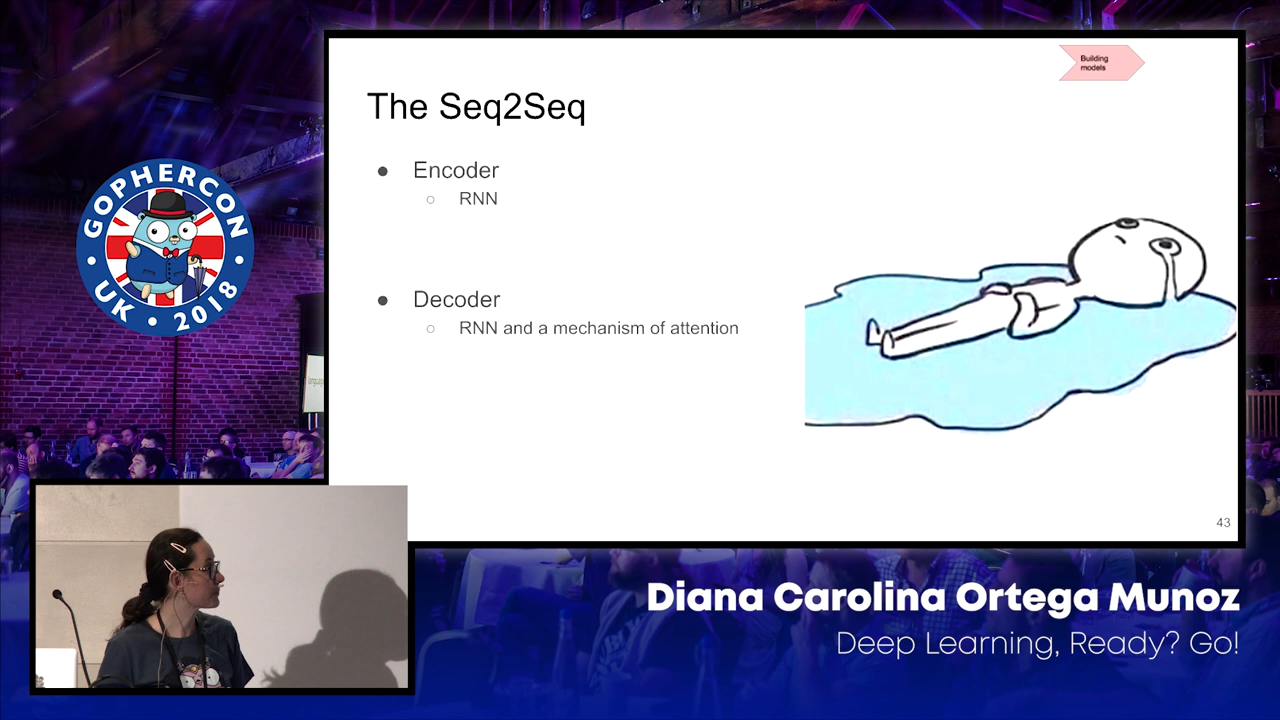 Building
models
The Seq2Seq
● Encoder
○ RNN
● Decoder
○ RNN and a mechanism of attention
43
GOPHERCON
UK • 2018
Diana Carolina Ortega Munoz
Deep Learning, Ready? Go!